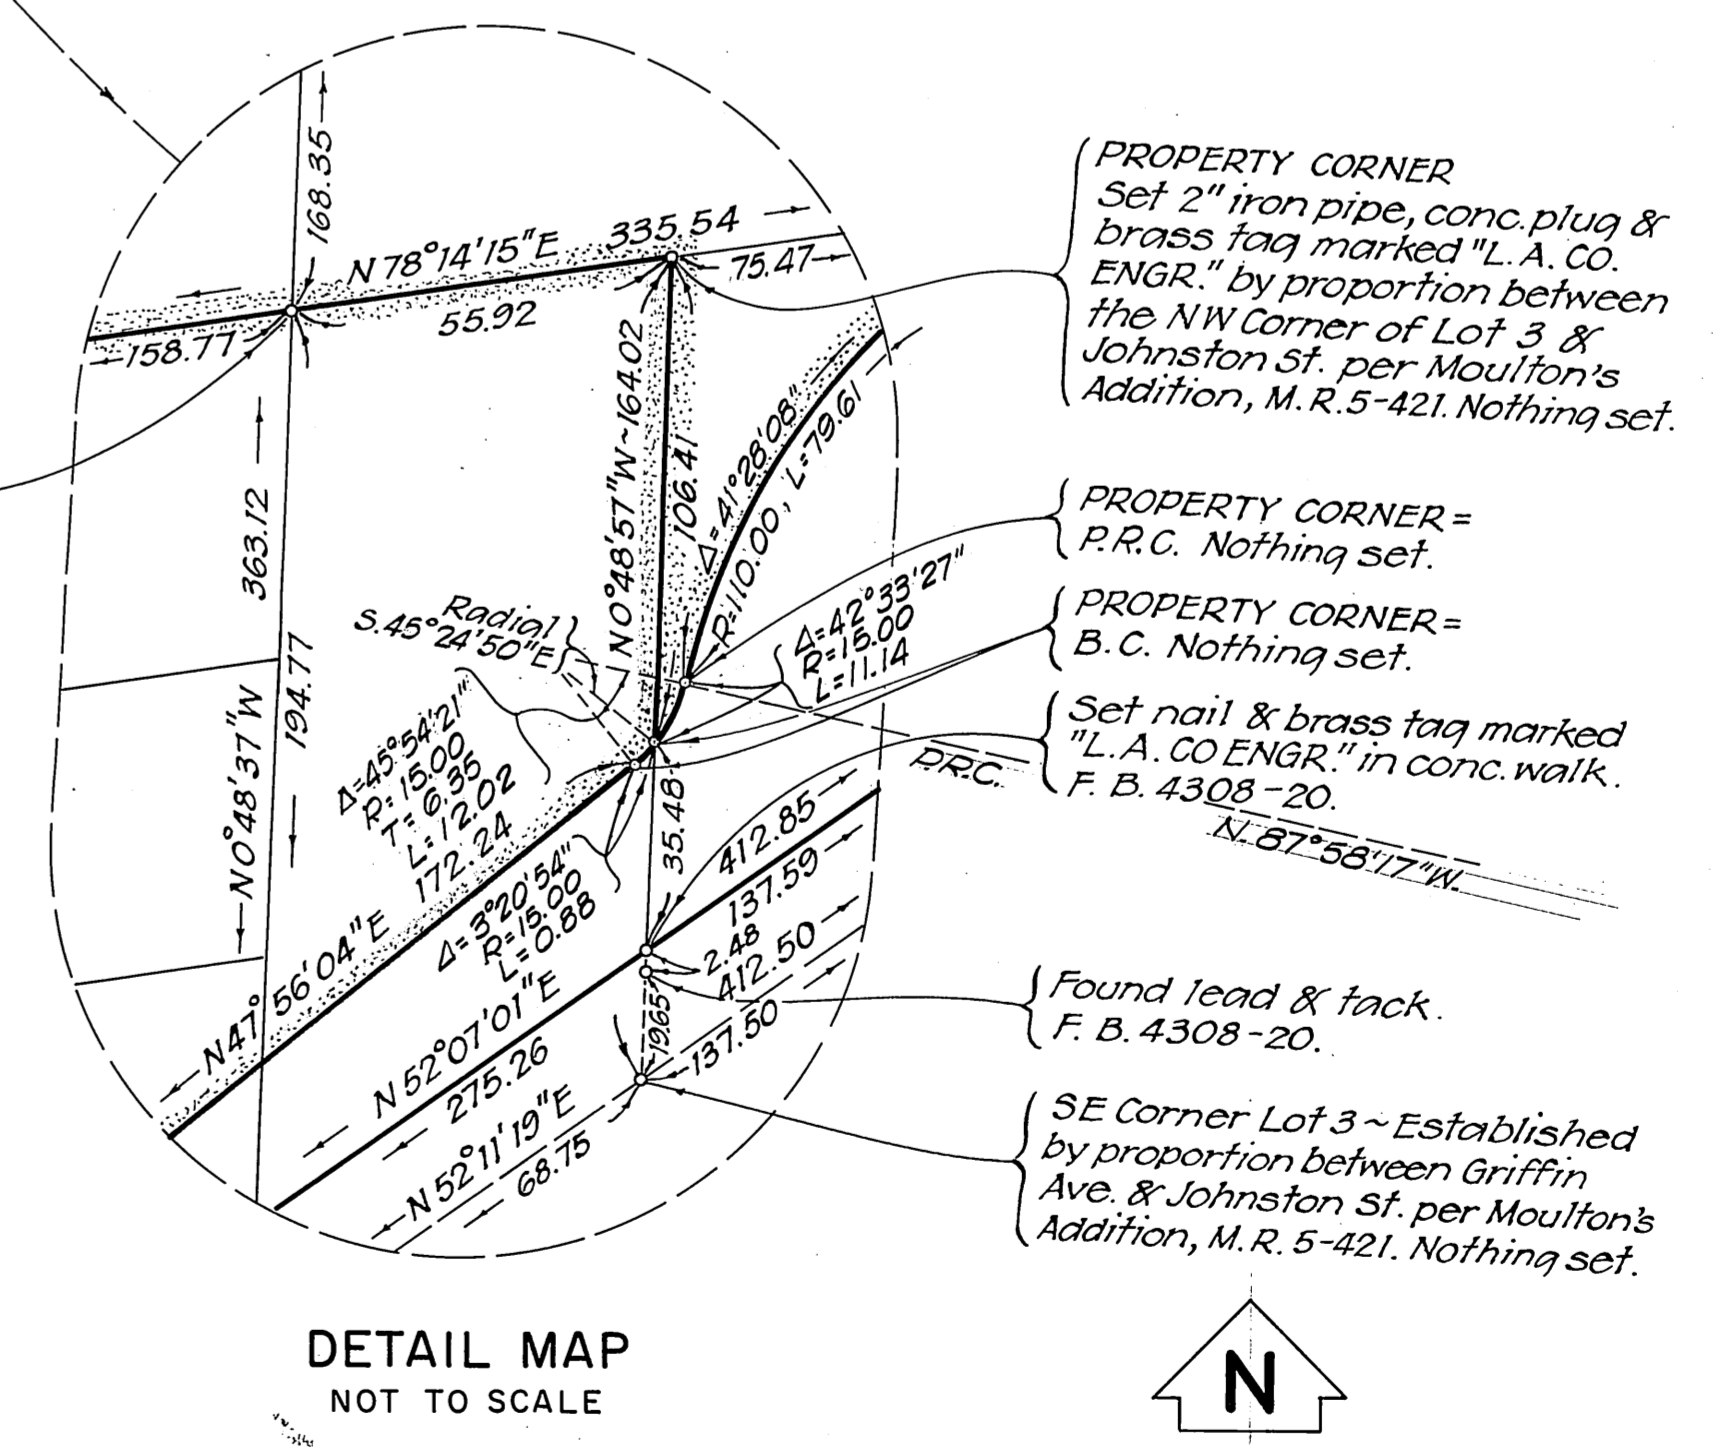 168.35
N 78°14'15"E
335.54
75.47
158.77
55.92
N0°48'57"W~164.02
106.41
Δ=41°28'08"
R=110.00, L=79.61
363.12
194.77
N0°48'37"W
Radial
S.45°24'50"E
Δ=42°33'27"
R=15.00
L=11.14
Δ=45°54'21"
R=15.00
T=6.35
L=12.02
172.24
N47°56'04"E
Δ=3°20'54"
R=15.00
L=0.88
35.48
P.R.C.
N.87°58'17"W.
412.85
137.59
2.48
412.50
19.65
137.50
N 52°07'01"E
275.26
N 52°11'19"E
68.75
PROPERTY CORNER
Set 2" iron pipe, conc. plug &
brass tag marked "L. A. CO.
ENGR." by proportion between
the NW Corner of Lot 3 &
Johnston St. per Moulton's
Addition, M.R. 5-421. Nothing set.
PROPERTY CORNER =
P.R.C. Nothing set.
PROPERTY CORNER =
B.C. Nothing set.
Set nail & brass tag marked
"L.A. CO ENGR." in conc. walk.
F. B. 4308-20.
Found lead & tack.
F. B. 4308-20.
SE Corner Lot 3 ~ Established
by proportion between Griffin
Ave. & Johnston St. per Moulton's
Addition, M.R. 5-421. Nothing set.
DETAIL MAP
NOT TO SCALE
N